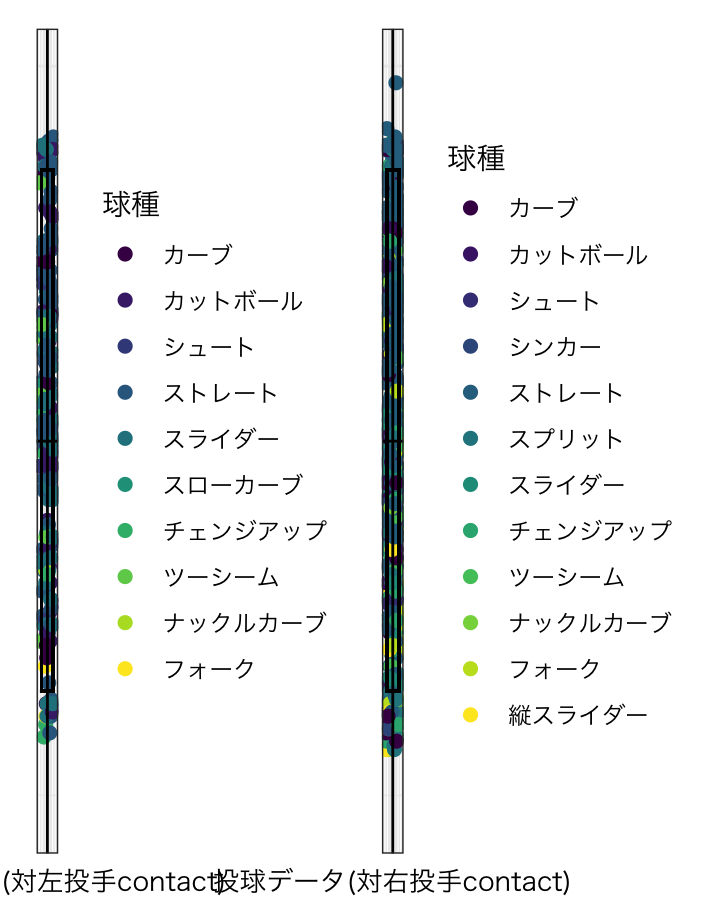 球種
カーブ
カットボール
シュート
ストレート
スライダー
スローカーブ
チェンジアップ
ツーシーム
ナックルカーブ
フォーク
球種
カーブ
カットボール
シュート
シンカー
ストレート
スプリット
スライダー
チェンジアップ
ツーシーム
ナックルカーブ
フォーク
縦スライダー
(対左投手contact)
投球データ(対右投手contact)